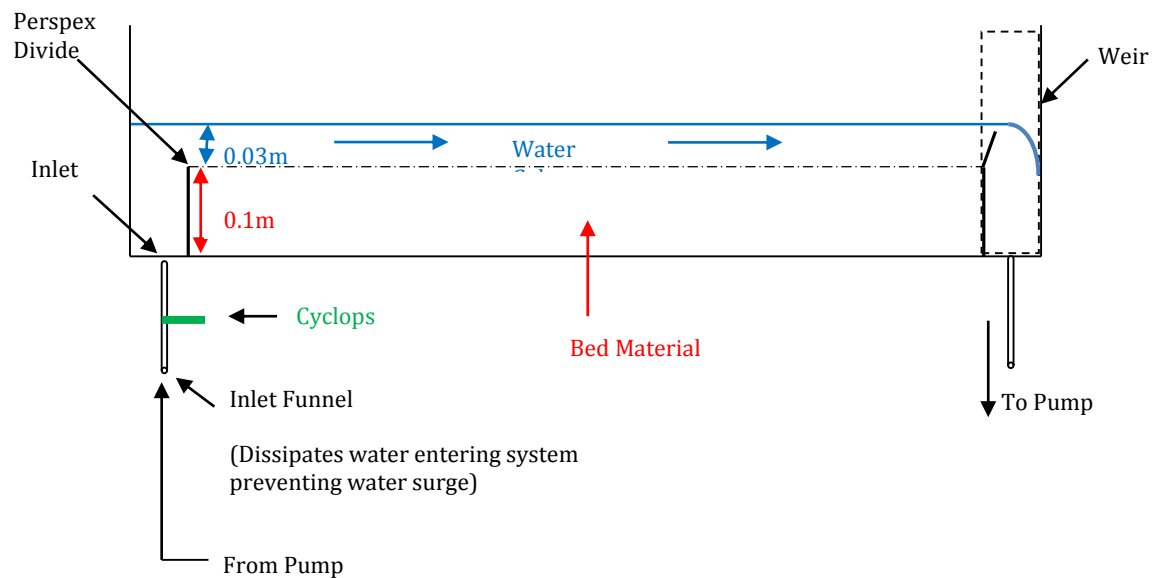 Perspex
Divide
Weir
0.03m
Water
Inlet
0.1m
Cyclops
Bed Material
Inlet Funnel
To Pump
(Dissipates water entering system
preventing water surge)
From Pump